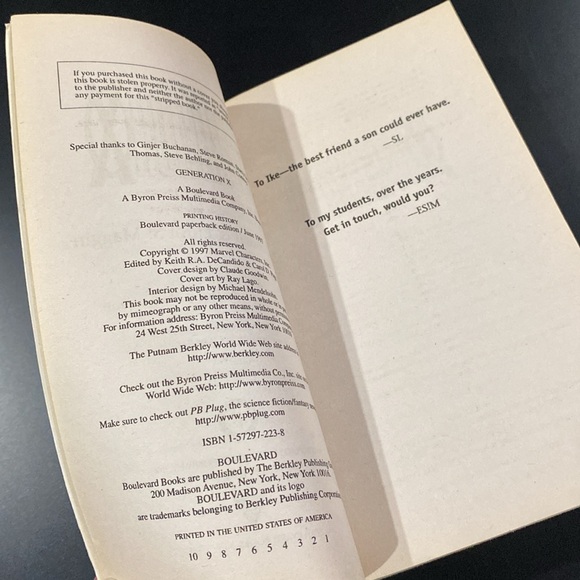 If you purchased this book without a
this book is stolen property. It was reported
to the publisher and neither the author nor the
any payment for this "stripped book."
Special thanks to Ginjer Buchanan, Steve
Thomas, Steve Behling, and John
GENERATION X
A Boulevard Book
A Byron Preiss Multimedia Company, Inc.
PRINTING HISTORY
Boulevard paperback edition / June 1997
All rights reserved.
Copyright © 1997 Marvel Characters,
Edited by Keith R.A. DeCandido &
Cover design by Claude Goodwin.
Cover art by Ray Lago.
Interior design by Michael Mendelsohn
This book may not be reproduced in whole or
by mimeograph or any other means, without
For information address: Byron Preiss Multimedia
24 West 25th Street, New York, New York
The Putnam Berkley World Wide Web site address
http://www.berkley.com
Check out the Byron Preiss Multimedia Co., Inc.
World Wide Web: http://www.byronpreiss.com
Make sure to check out PB Plug, the science fiction/fantasy
http://www.pbplug.com
ISBN 1-57297-223-8
BOULEVARD
Boulevard Books are published by The Berkley Publishing
200 Madison Avenue, New York, New York 10016.
BOULEVARD and its logo
are trademarks belonging to Berkley Publishing Corporation
PRINTED IN THE UNITED STATES OF AMERICA
10 9 8 7 6 5 4 3 2 1
To Ike—the best friend a son could ever have.
—SL
To my students, over the years.
Get in touch, would you?
—ESJM